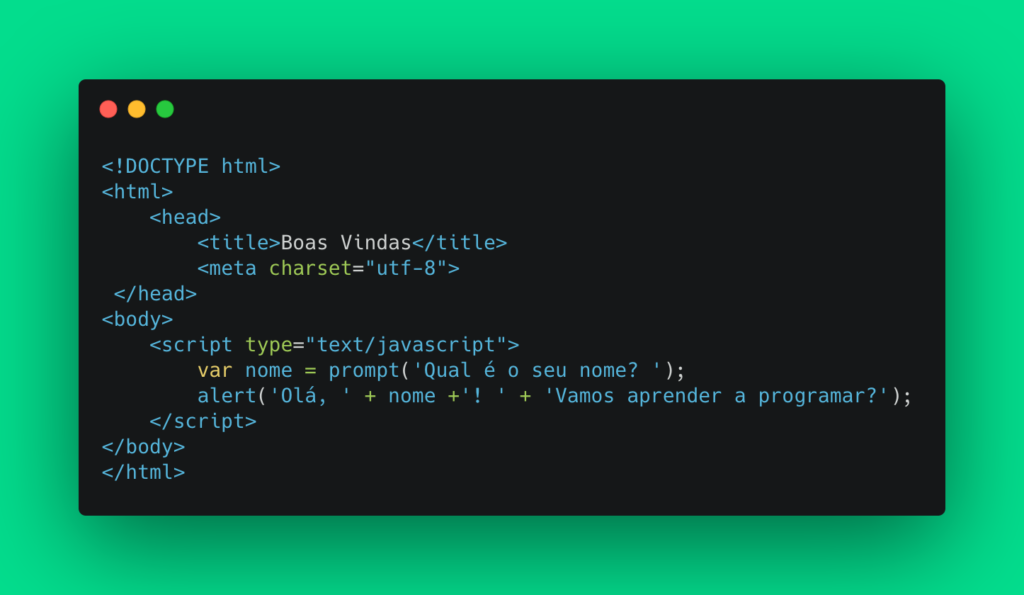 <!DOCTYPE html>
<html>
    <head>
        <title>Boas Vindas</title>
        <meta charset="utf-8">
 </head>
<body>
    <script type="text/javascript">
        var nome = prompt('Qual é o seu nome? ');
        alert('Olá, ' + nome +'! ' + 'Vamos aprender a programar?');
    </script>
</body>
</html>